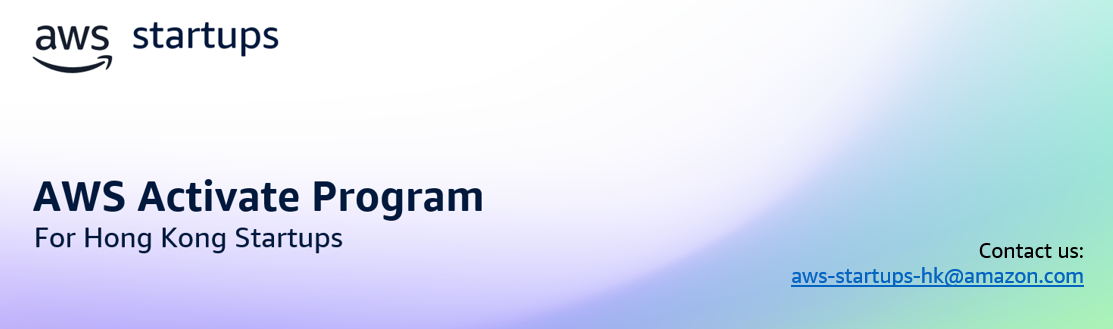 aws startups
AWS Activate Program
For Hong Kong Startups
Contact us:
aws-startups-hk@amazon.com